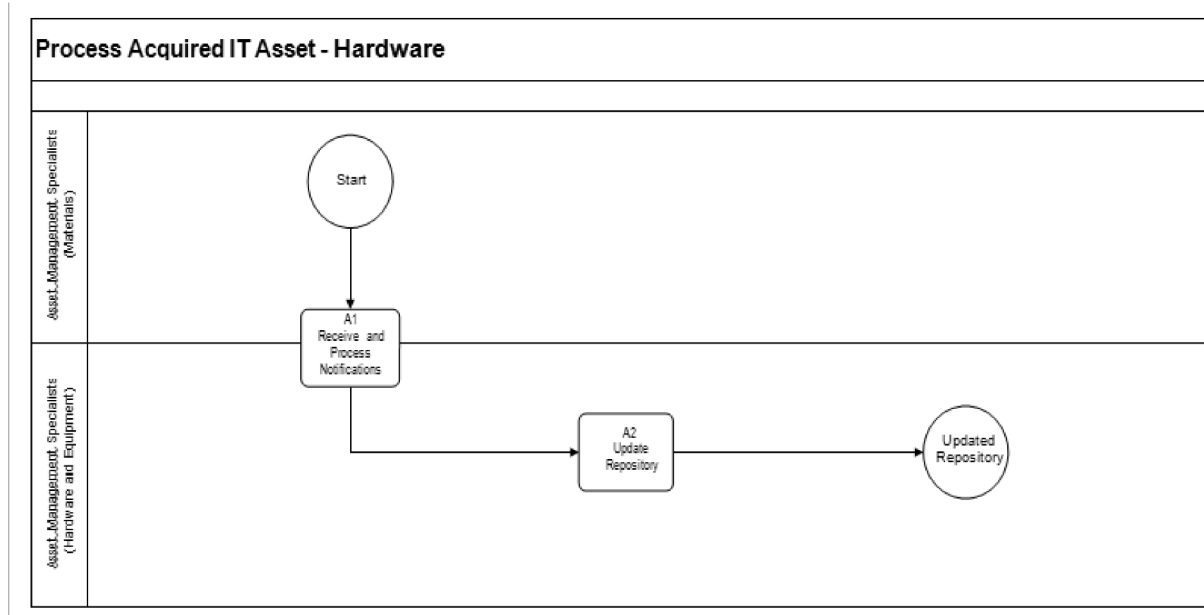 Process Acquired IT Asset - Hardware
Asset Management Specialists
(Materials)
Start
A1
Receive and
Process
Notifications
Asset Management Specialists
(Hardware and Equipment)
A2
Update
Repository
Updated
Repository